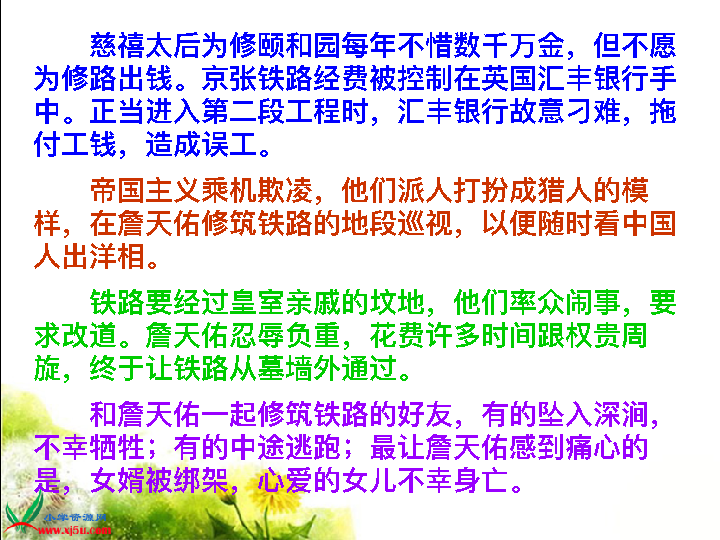 慈禧太后为修颐和园每年不惜数千万金，但不愿
为修路出钱。京张铁路经费被控制在英国汇丰银行手
中。正当进入第二段工程时，汇丰银行故意刁难，拖
付工钱，造成误工。
帝国主义乘机欺凌，他们派人打扮成猎人的模
样，在詹天佑修筑铁路的地段巡视，以便随时看中国
人出洋相。
铁路要经过皇室亲戚的坟地，他们率众闹事，要
求改道。詹天佑忍辱负重，花费许多时间跟权贵周
旋，终于让铁路从墓墙外通过。
和詹天佑一起修筑铁路的好友，有的坠入深涧，
不幸牺牲；有的中途逃跑；最让詹天佑感到痛心的
是，女婿被绑架，心爱的女儿不幸身亡。
小学资源网
www.xj5u.com